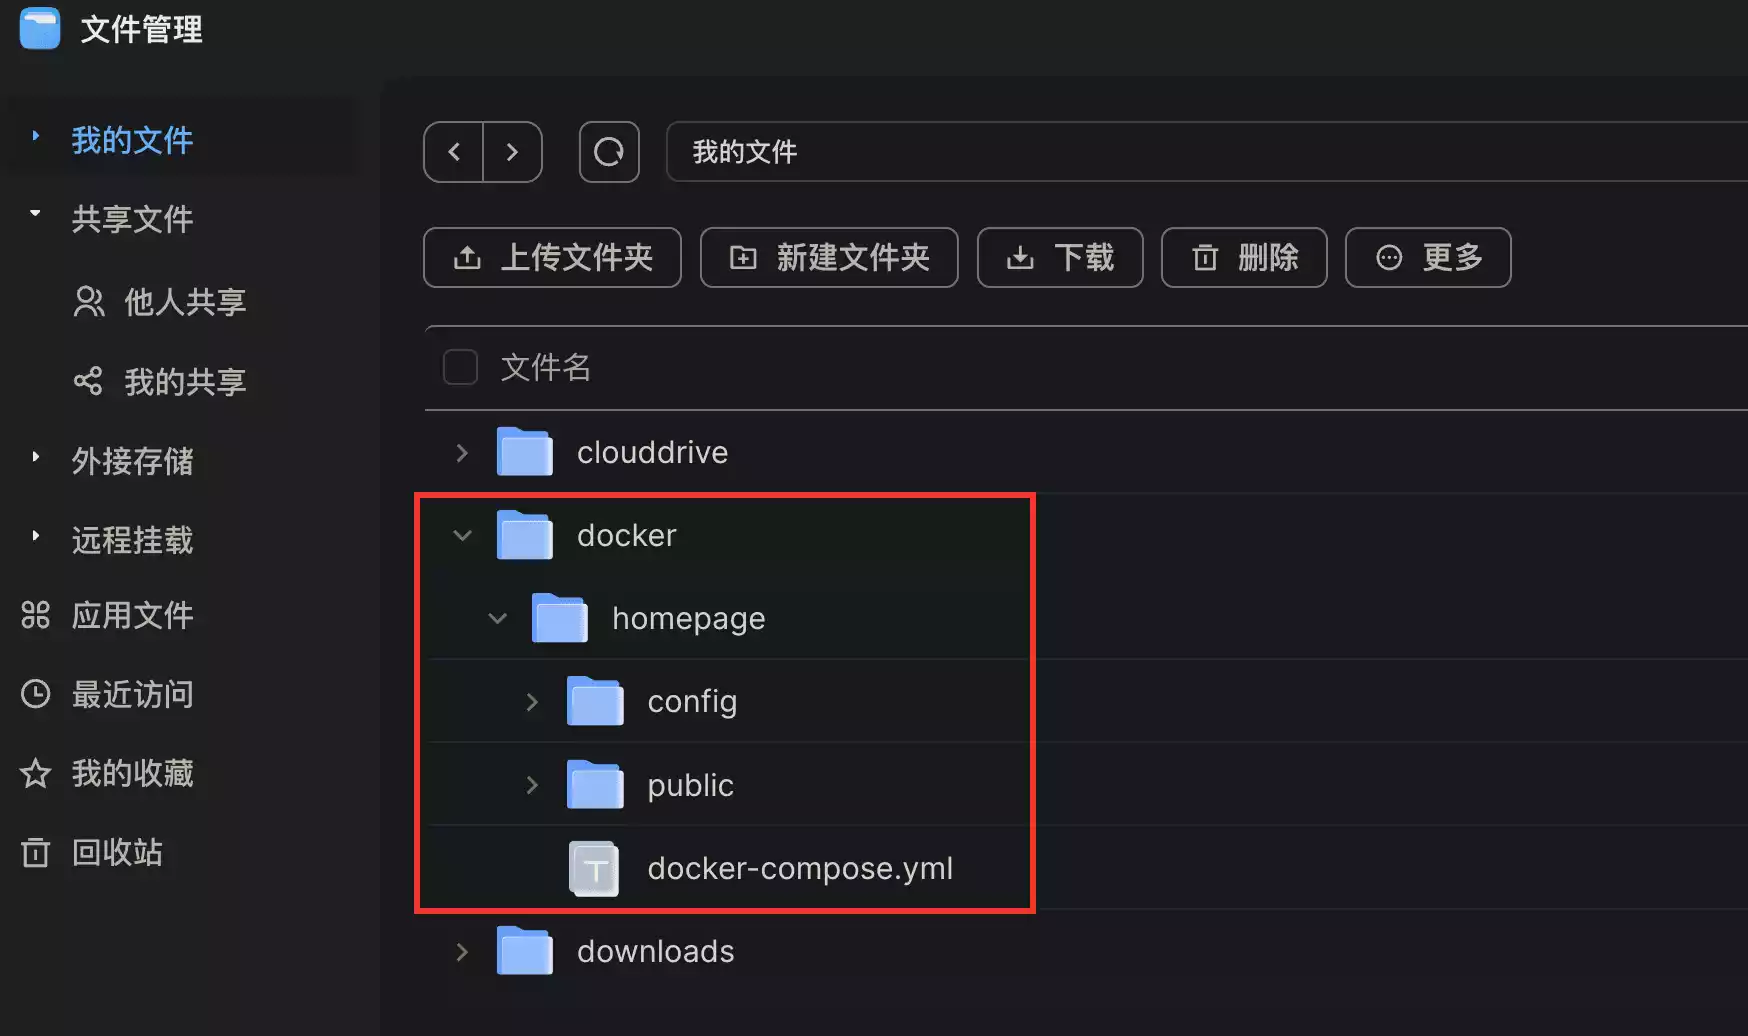 文件管理
我的文件
共享文件
他人共享
我的共享
外接存储
远程挂载
应用文件
最近访问
我的收藏
回收站
我的文件
上传文件夹 新建文件夹 下载 删除 更多
文件名
clouddrive
docker
homepage
config
public
docker-compose.yml
downloads